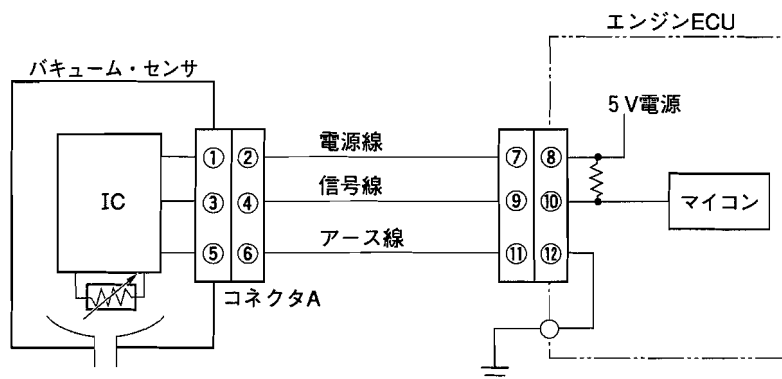 エンジンECU
バキューム・センサ
5V電源
電源線
① ② ⑦ ⑧
信号線
IC ③ ④ ⑨ ⑩ マイコン
アース線
⑤ ⑥ ⑪ ⑫
コネクタA